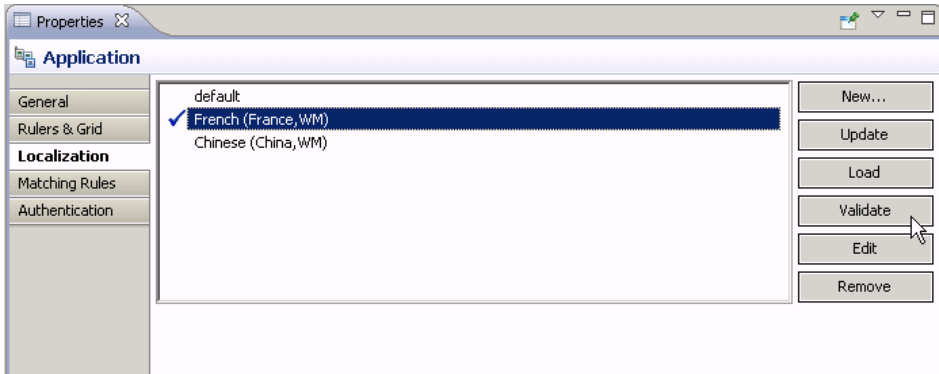 Properties
Application
General
Rulers & Grid
Localization
Matching Rules
Authentication
default
French (France,WM)
Chinese (China,WM)
New...
Update
Load
Validate
Edit
Remove